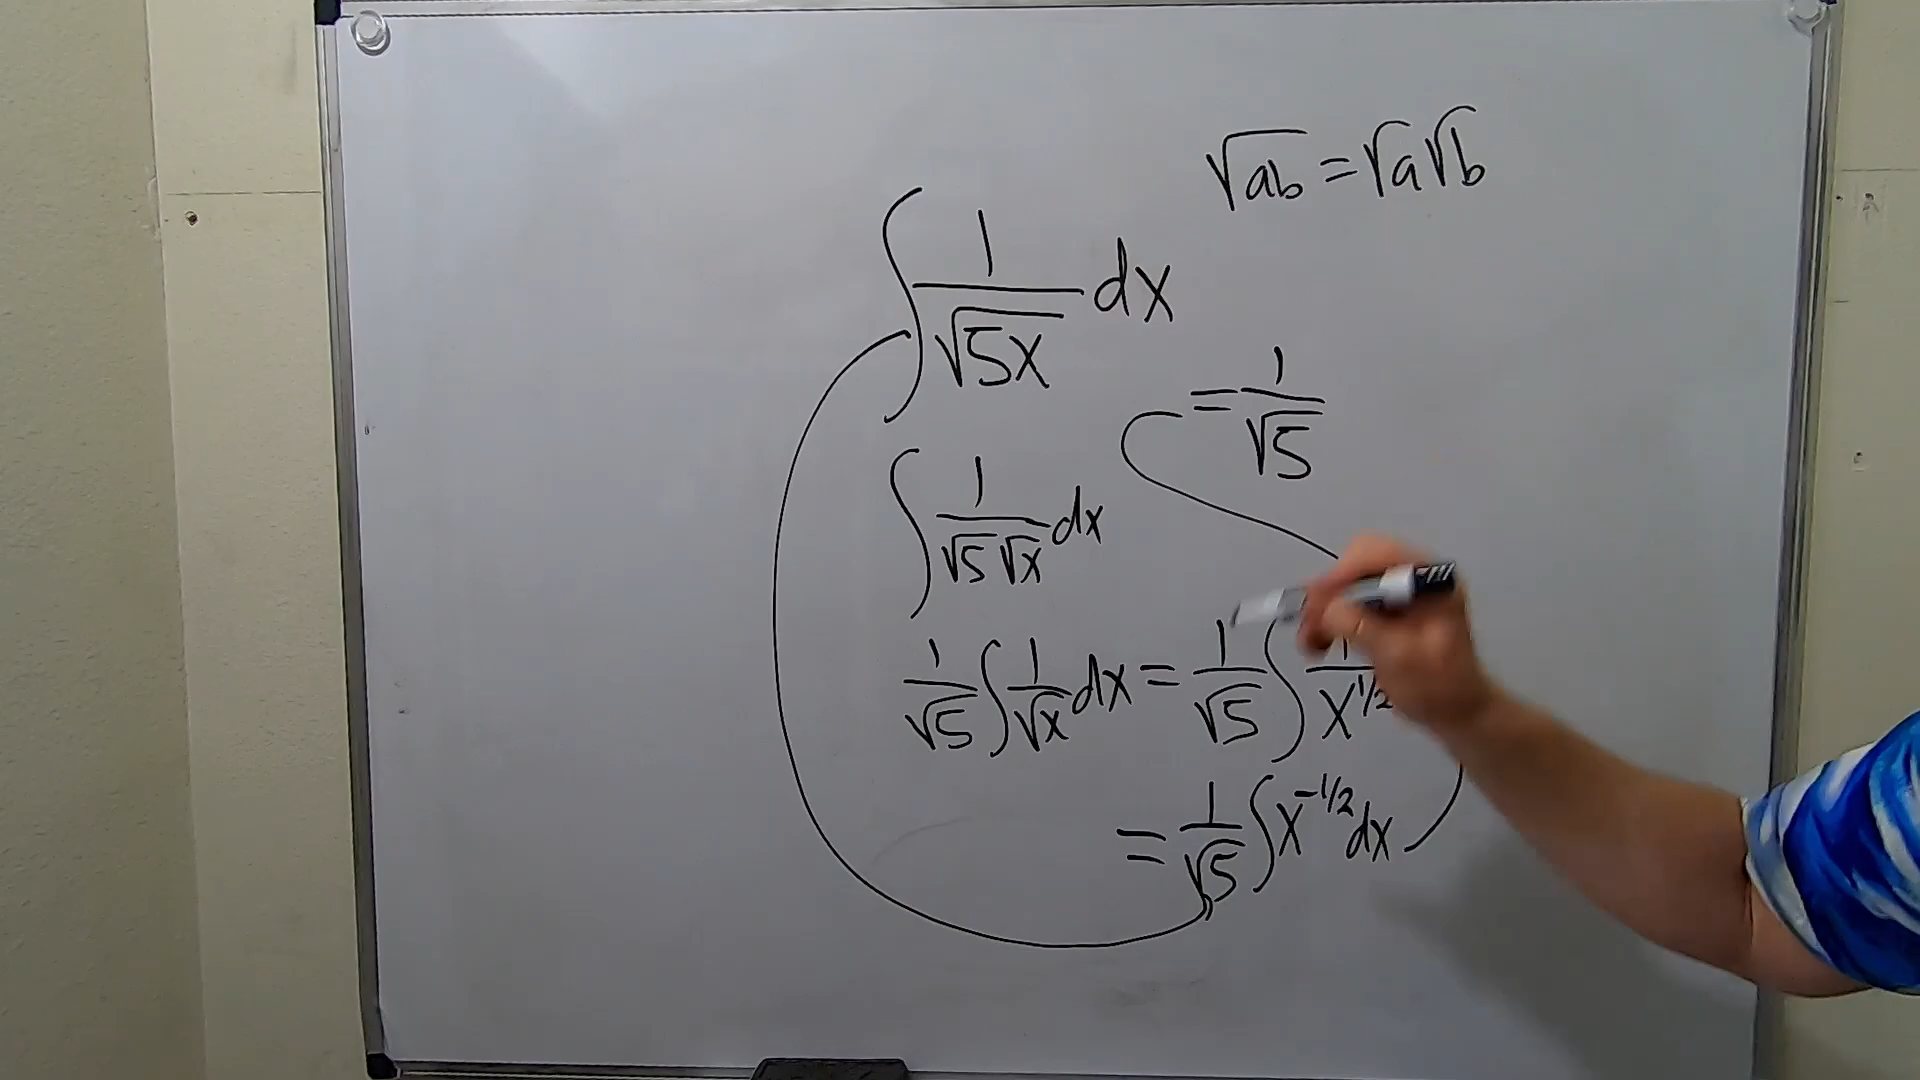 √ab = √a√b
∫ 1/√5x dx
= 1/√5
∫ 1/√5√x dx
1/√5 ∫ 1/√x dx = 1/√5 ∫ 1/x^1/2
= 1/√5 ∫ x^-1/2 dx